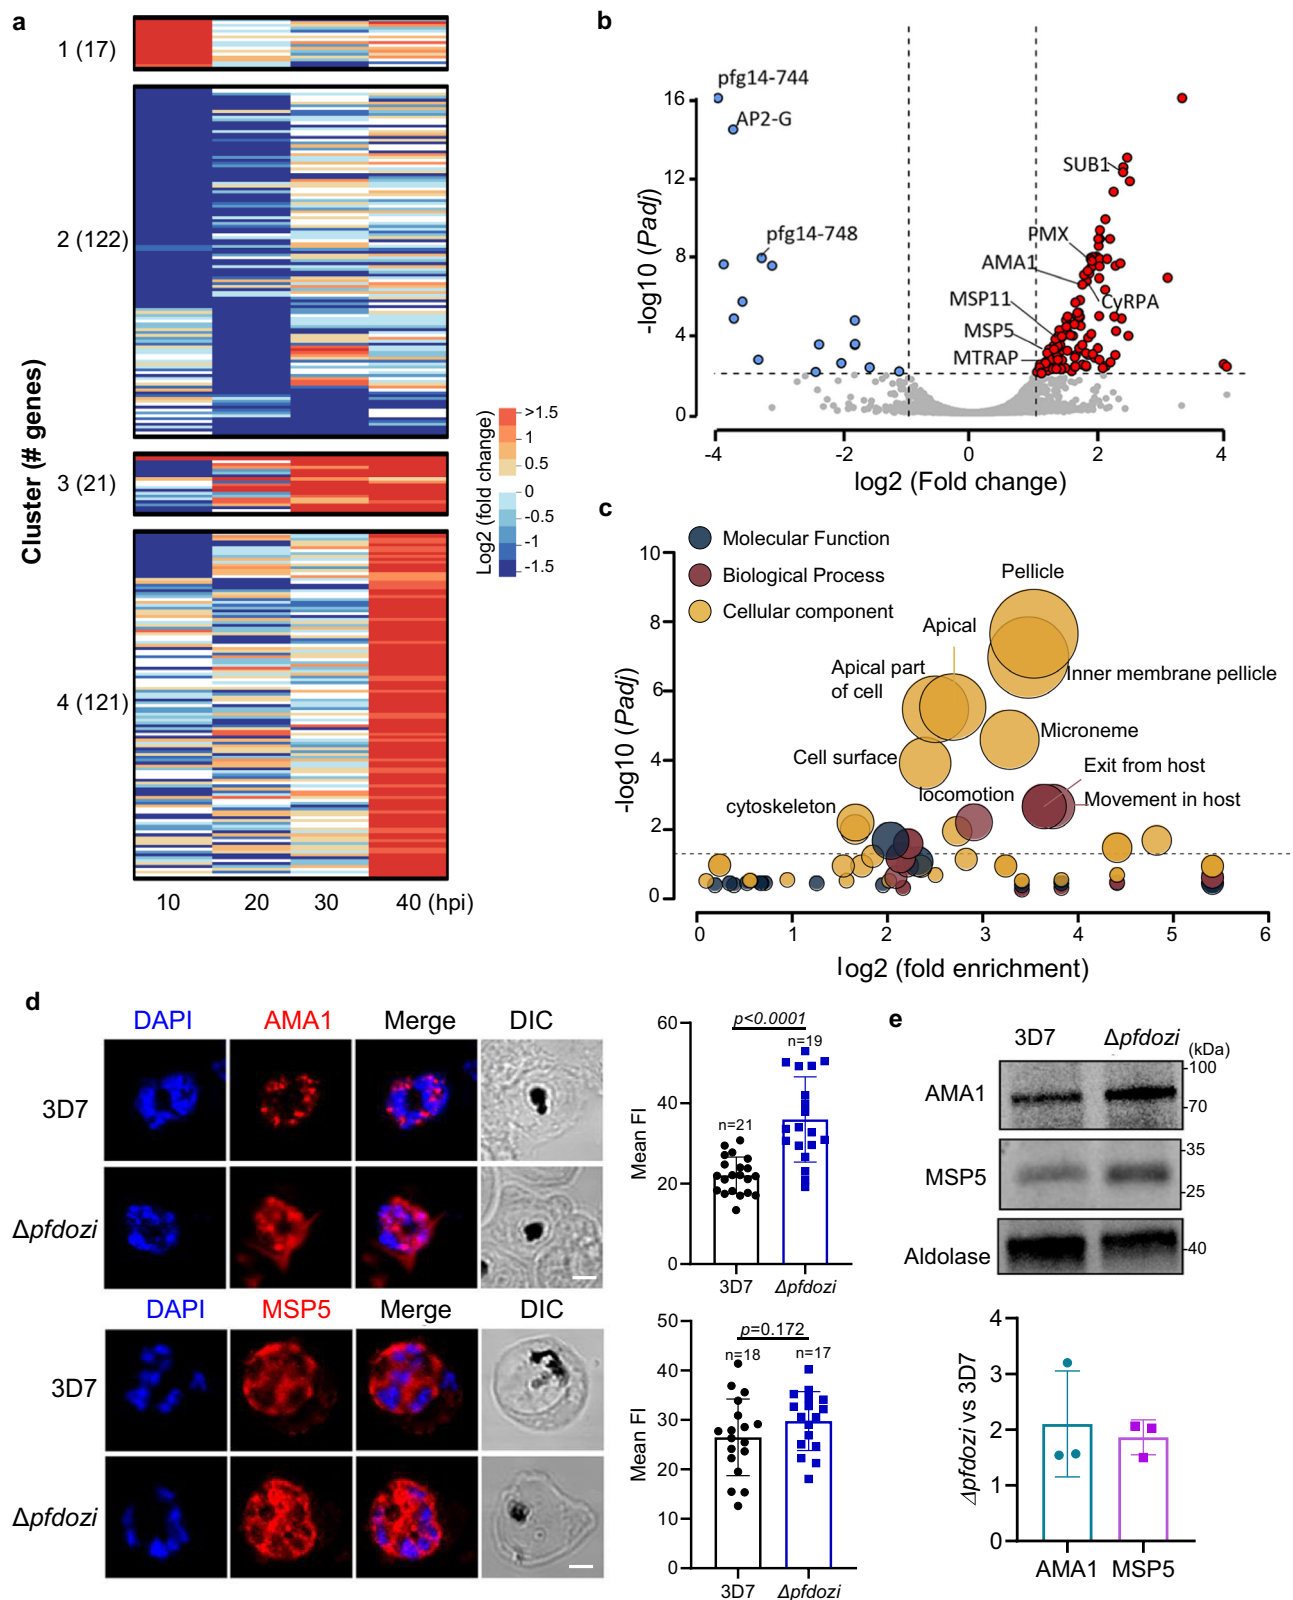 a
1 (17)
2 (122)
3 (21)
4 (121)
Cluster (# genes)
10 20 30 40 (hpi)
Log2 (fold change)
>1.5
1
0.5
0
-0.5
-1
-1.5
b
pfg14-744
AP2-G
pfg14-748
SUB1
PMX
AMA1
CyRPA
MSP11
MSP5
MTRAP
16
12
8
4
0
-log10 (Padj)
-4 -2 0 2 4
log2 (Fold change)
c
Molecular Function
Biological Process
Cellular component
Pellicle
Apical
Apical part
of cell
Inner membrane pellicle
Microneme
Cell surface
Exit from host
locomotion
Movement in host
cytoskeleton
10
8
6
4
2
0
-log10 (Padj)
0 1 2 3 4 5 6
log2 (fold enrichment)
d
DAPI AMA1 Merge DIC
3D7
Δpfdozi
DAPI MSP5 Merge DIC
3D7
Δpfdozi
60
40
20
0
Mean FI
p<0.0001
n=21
n=19
3D7 Δpfdozi
50
40
30
20
10
0
Mean FI
p=0.172
n=18 n=17
3D7 Δpfdozi
e
3D7 Δpfdozi
(kDa)
AMA1
-100
-70
MSP5
-35
-25
Aldolase
-40
4
3
2
1
0
Δpfdozi vs 3D7
AMA1 MSP5